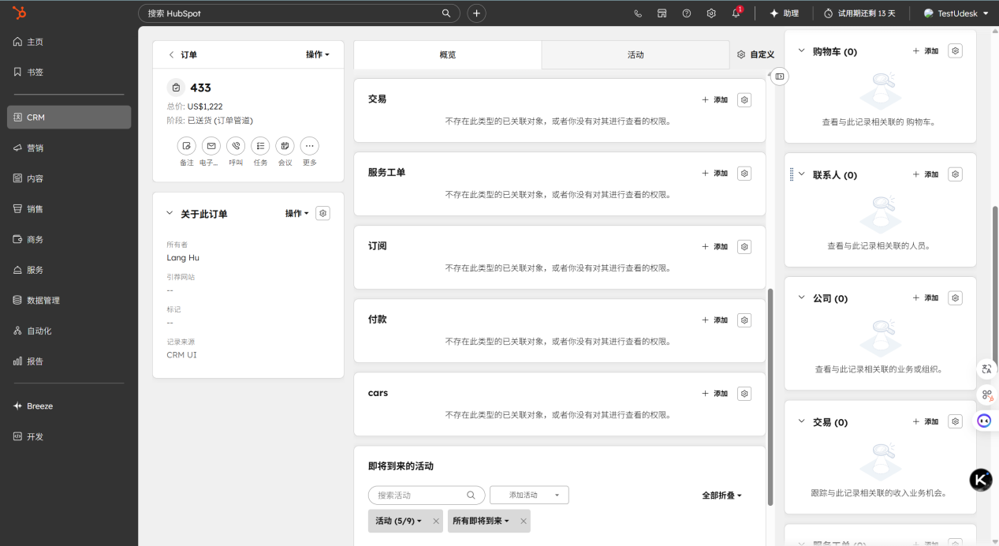 搜索 HubSpot
1
助理
试用期还剩 13 天
TestUdesk
主页
书签
CRM
营销
内容
销售
商务
服务
数据管理
自动化
报告
Breeze
开发
订单
操作
433
总价: US$1,222
阶段: 已送货 (订单管道)
备注
电子...
呼叫
任务
会议
更多
关于此订单
操作
所有者
Lang Hu
引荐网站
--
标记
--
记录来源
CRM UI
概览
活动
自定义
交易
添加
不存在此类型的已关联对象，或者你没有对其进行查看的权限。
服务工单
添加
不存在此类型的已关联对象，或者你没有对其进行查看的权限。
订阅
添加
不存在此类型的已关联对象，或者你没有对其进行查看的权限。
付款
添加
不存在此类型的已关联对象，或者你没有对其进行查看的权限。
cars
添加
不存在此类型的已关联对象，或者你没有对其进行查看的权限。
即将到来的活动
搜索活动
添加活动
全部折叠
活动 (5/9)
所有即将到来
购物车 (0)
添加
查看与此记录相关联的 购物车。
联系人 (0)
添加
查看与此记录相关联的人员。
公司 (0)
添加
查看与此记录相关联的业务或组织。
交易 (0)
添加
跟踪与此记录相关联的收入业务机会。
服务工单 (0)
添加